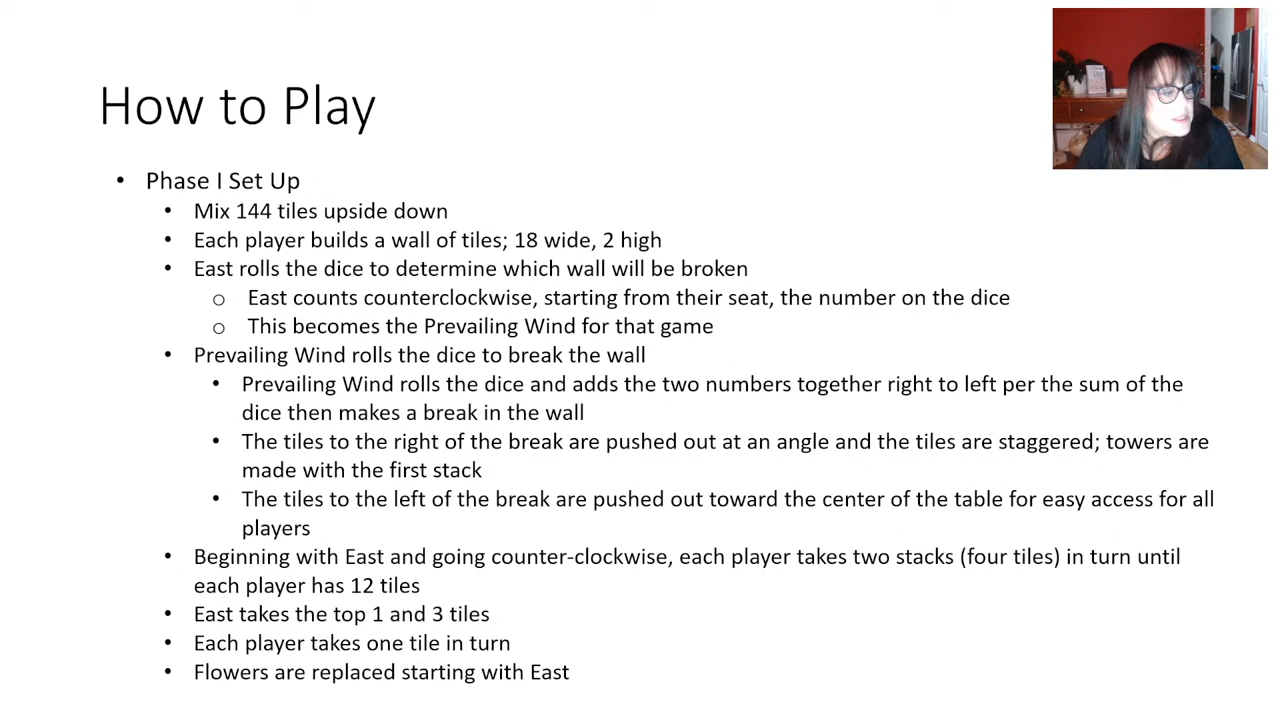 How to Play
• Phase I Set Up
• Mix 144 tiles upside down
• Each player builds a wall of tiles; 18 wide, 2 high
• East rolls the dice to determine which wall will be broken
o East counts counterclockwise, starting from their seat, the number on the dice
o This becomes the Prevailing Wind for that game
• Prevailing Wind rolls the dice to break the wall
• Prevailing Wind rolls the dice and adds the two numbers together right to left per the sum of the
dice then makes a break in the wall
• The tiles to the right of the break are pushed out at an angle and the tiles are staggered; towers are
made with the first stack
• The tiles to the left of the break are pushed out toward the center of the table for easy access for all
players
• Beginning with East and going counter-clockwise, each player takes two stacks (four tiles) in turn until
each player has 12 tiles
• East takes the top 1 and 3 tiles
• Each player takes one tile in turn
• Flowers are replaced starting with East